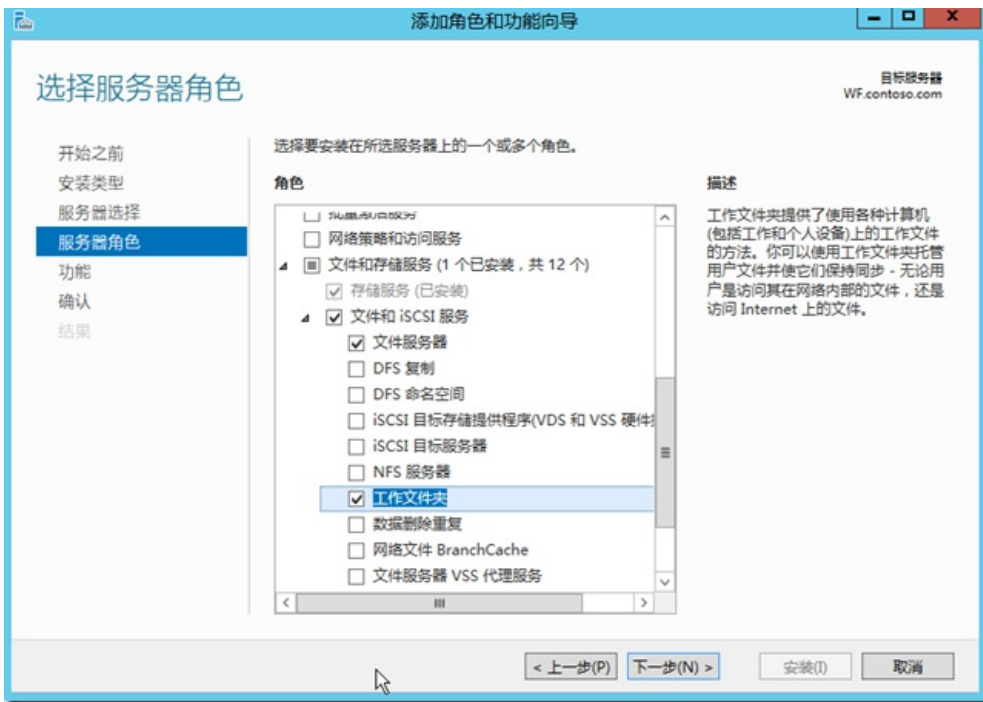 添加角色和功能向导
选择服务器角色
目标服务器
WF.contoso.com
开始之前
安装类型
服务器选择
服务器角色
功能
确认
结果
选择要安装在所选服务器上的一个或多个角色。
角色
批量激活服务
网络策略和访问服务
文件和存储服务 (1 个已安装，共 12 个)
存储服务 (已安装)
文件和 iSCSI 服务
文件服务器
DFS 复制
DFS 命名空间
iSCSI 目标存储提供程序(VDS 和 VSS 硬件
iSCSI 目标服务器
NFS 服务器
工作文件夹
数据删除重复
网络文件 BranchCache
文件服务器 VSS 代理服务
描述
工作文件夹提供了使用各种计算机
(包括工作和个人设备)上的工作文件
的方法。你可以使用工作文件夹托管
用户文件并使它们保持同步 - 无论用
户是访问其在网络内部的文件，还是
访问 Internet 上的文件。
< 上一步(P)
下一步(N) >
安装(I)
取消